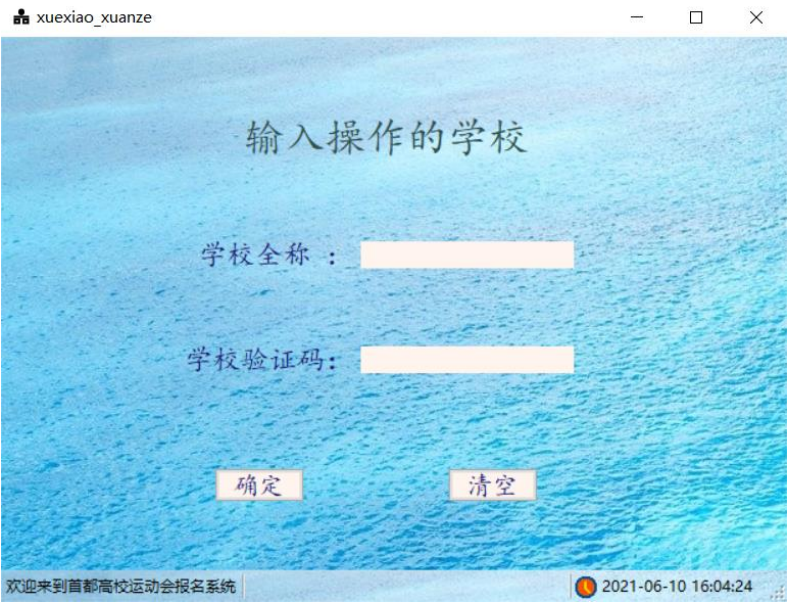 xuexiao_xuanze
输入操作的学校
学校全称 ：
学校验证码：
确定 清空
欢迎来到首都高校运动会报名系统 2021-06-10 16:04:24